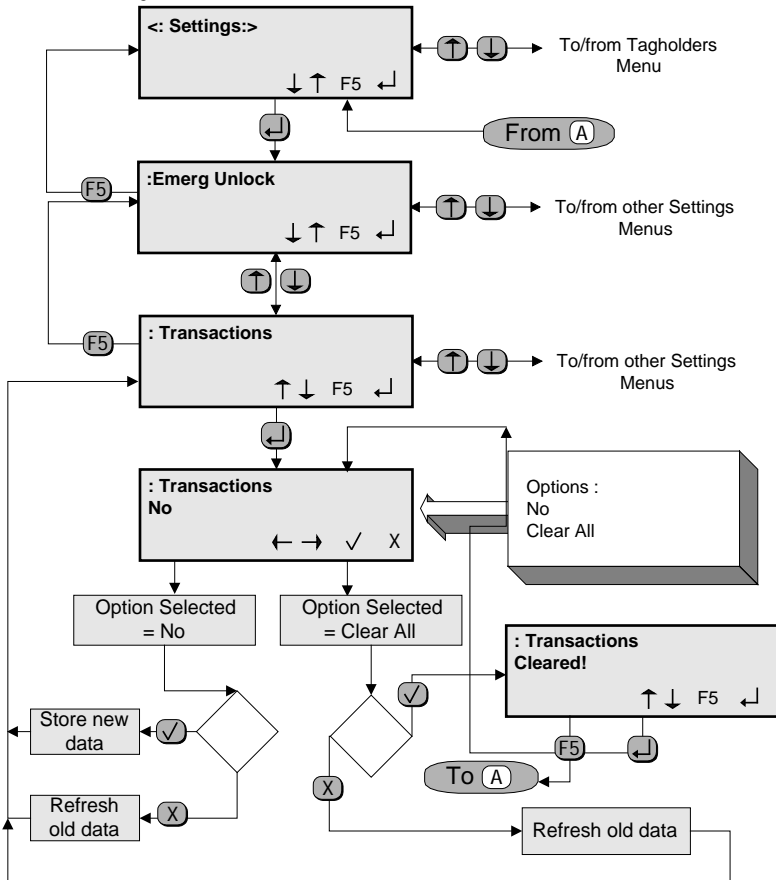 <: Settings:>
↓ ↑ F5 ↵
↑ ↓
To/from Tagholders
Menu
↵
From A
F5
:Emerg Unlock
↓ ↑ F5 ↵
↑ ↓
To/from other Settings
Menus
↑ ↓
F5
: Transactions
↑ ↓ F5 ↵
↑ ↓
To/from other Settings
Menus
↵
: Transactions
No
← → ✓ X
Options :
No
Clear All
Option Selected
= No
Option Selected
= Clear All
: Transactions
Cleared!
↑ ↓ F5 ↵
✓
Store new
data
✓
F5
↵
To A
X
Refresh
old data
X
Refresh old data